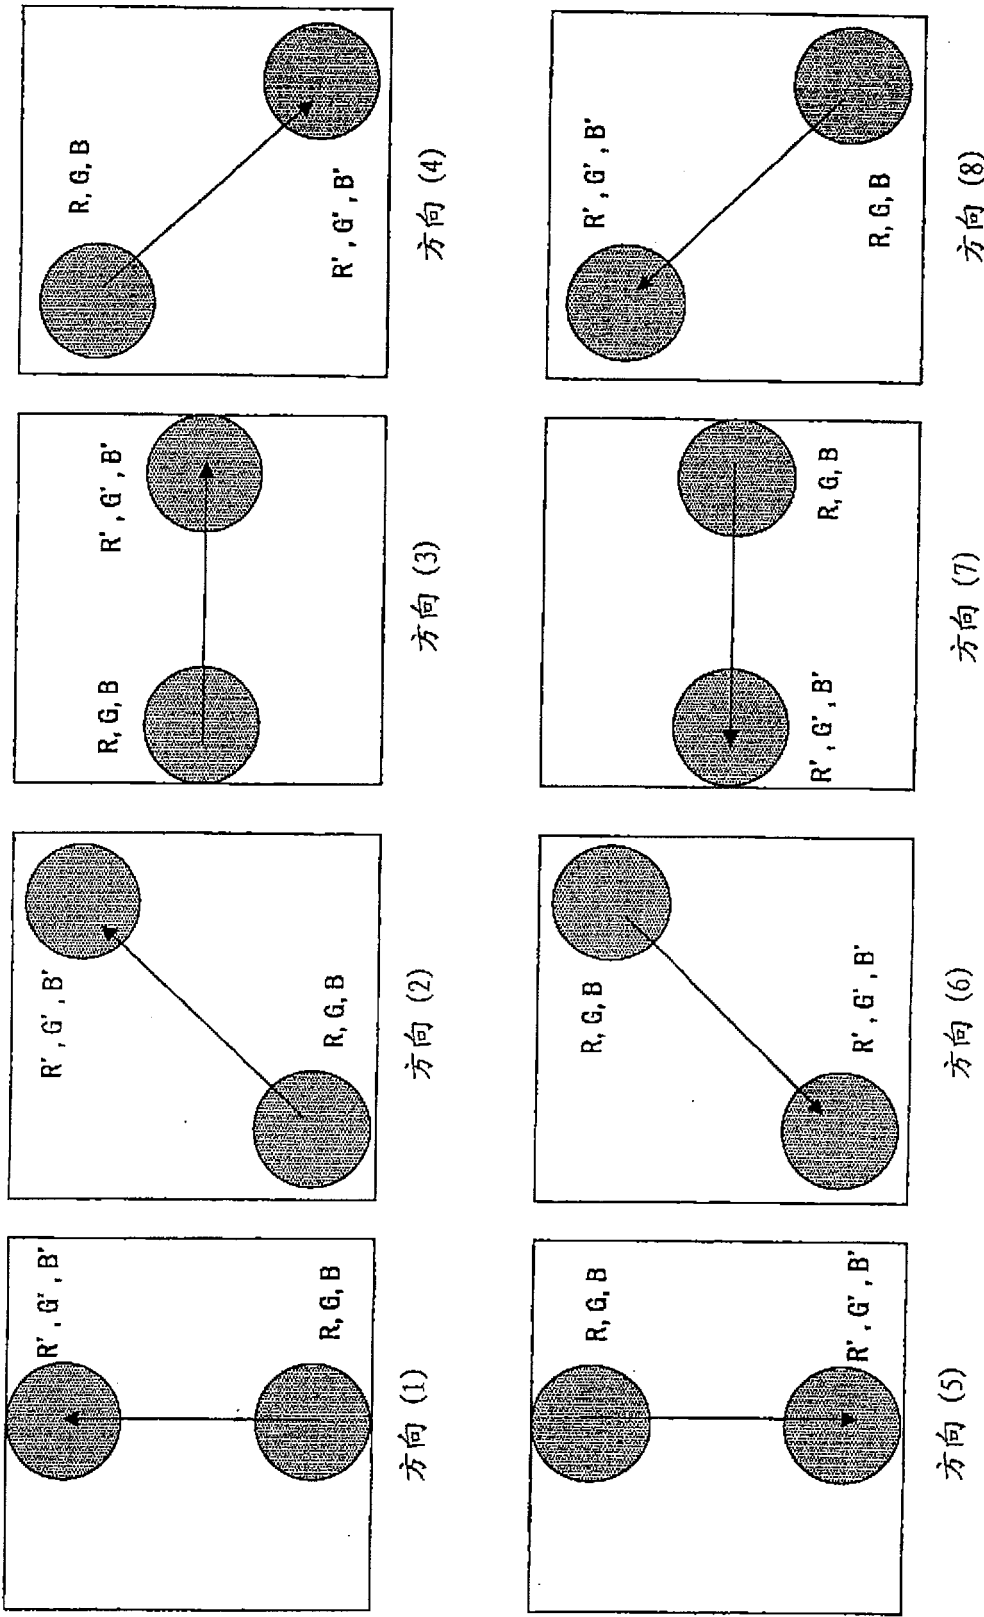 R',G',B'
R,G,B
方向 (1)
R',G',B'
R,G,B
方向 (2)
R,G,B
R',G',B'
方向 (3)
R,G,B
R',G',B'
方向 (4)
R,G,B
R',G',B'
方向 (5)
R,G,B
R',G',B'
方向 (6)
R',G',B'
R,G,B
方向 (7)
R',G',B'
R,G,B
方向 (8)